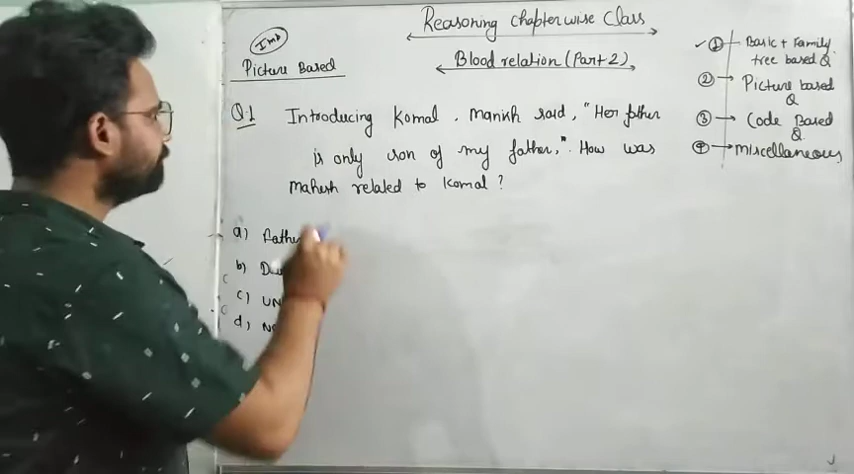 Reasoning Chapterwise Class
Blood relation (Part 2)
Imp
Picture Based
Q.1 Introducing Komal, Manish said, "Her father
is only son of my father,". How was
Mahesh related to Komal?
a)
b)
c)
d)
① Basic + Family
tree based Q
② → Picture based
Q
③ → Code Based
Q.
④ → Miscellaneous